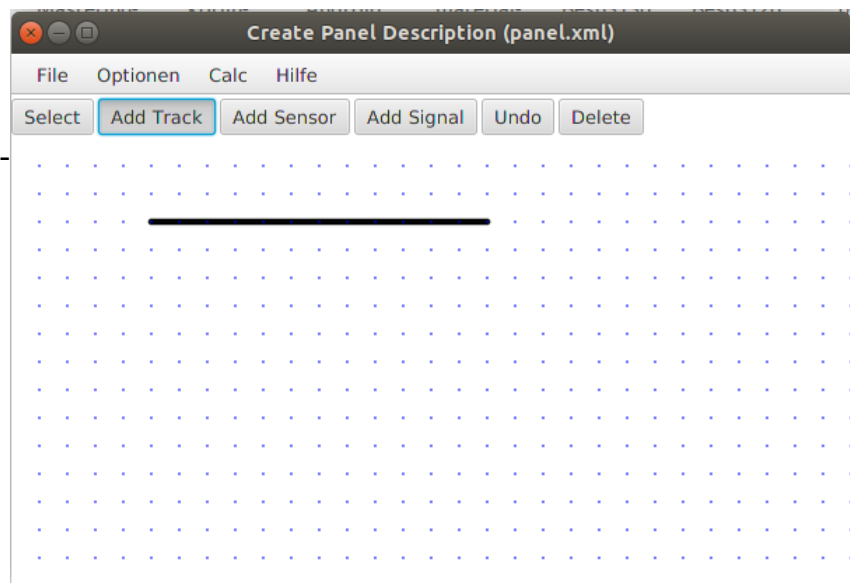 Create Panel Description (panel.xml)
File Optionen Calc Hilfe
Select Add Track Add Sensor Add Signal Undo Delete